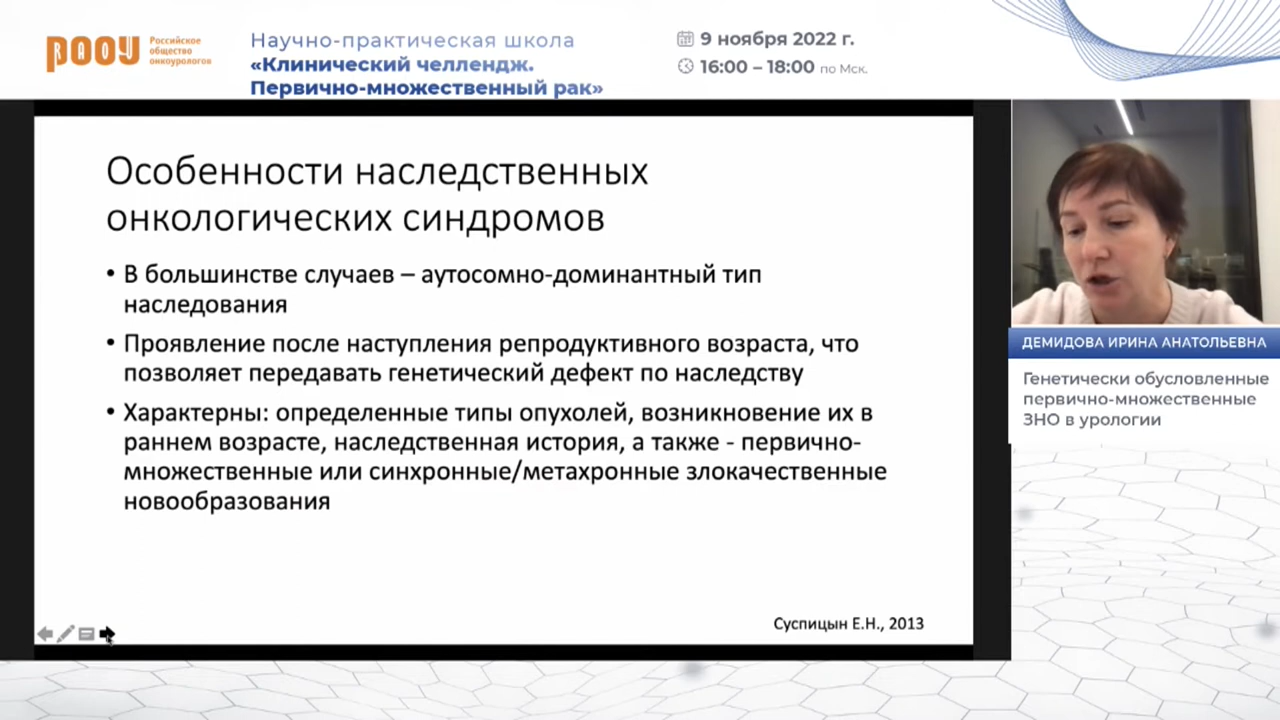 РАОУ
Российское
общество
онкоурологов
Научно-практическая школа
«Клинический челлендж.
Первично-множественный рак»
9 ноября 2022 г.
16:00 – 18:00 по Мск.
Особенности наследственных
онкологических синдромов
• В большинстве случаев – аутосомно-доминантный тип
наследования
• Проявление после наступления репродуктивного возраста, что
позволяет передавать генетический дефект по наследству
• Характерны: определенные типы опухолей, возникновение их в
раннем возрасте, наследственная история, а также - первично-
множественные или синхронные/метахронные злокачественные
новообразования
Суспицын Е.Н., 2013
ДЕМИДОВА ИРИНА АНАТОЛЬЕВНА
Генетически обусловленные
первично-множественные
ЗНО в урологии